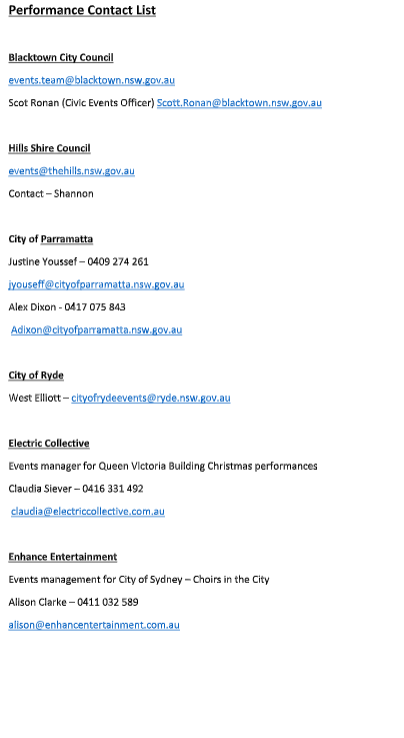 Performance Contact List
Blacktown City Council
events.team@blacktown.nsw.gov.au
Scot Ronan (Civic Events Officer) Scott.Ronan@blacktown.nsw.gov.au
Hills Shire Council
events@thehills.nsw.gov.au
Contact – Shannon
City of Parramatta
Justine Youssef – 0409 274 261
jyouseff@cityofparramatta.nsw.gov.au
Alex Dixon - 0417 075 843
Adixon@cityofparramatta.nsw.gov.au
City of Ryde
West Elliott – cityofrydeevents@ryde.nsw.gov.au
Electric Collective
Events manager for Queen Victoria Building Christmas performances
Claudia Siever – 0416 331 492
claudia@electriccollective.com.au
Enhance Entertainment
Events management for City of Sydney – Choirs in the City
Alison Clarke – 0411 032 589
alison@enhancentertainment.com.au